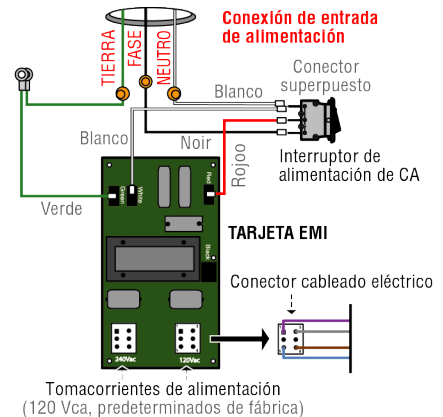 Conexión de entrada
de alimentación
TIERRA
FASE
NEUTRO
Blanco
Conector
superpuesto
Blanco
Noir
Rojoo
Interruptor de
alimentación de CA
Verde
Green
White
Red
Black
TARJETA EMI
Conector cableado eléctrico
240Vac
120Vac
Tomacorrientes de alimentación
(120 Vca, predeterminados de fábrica)